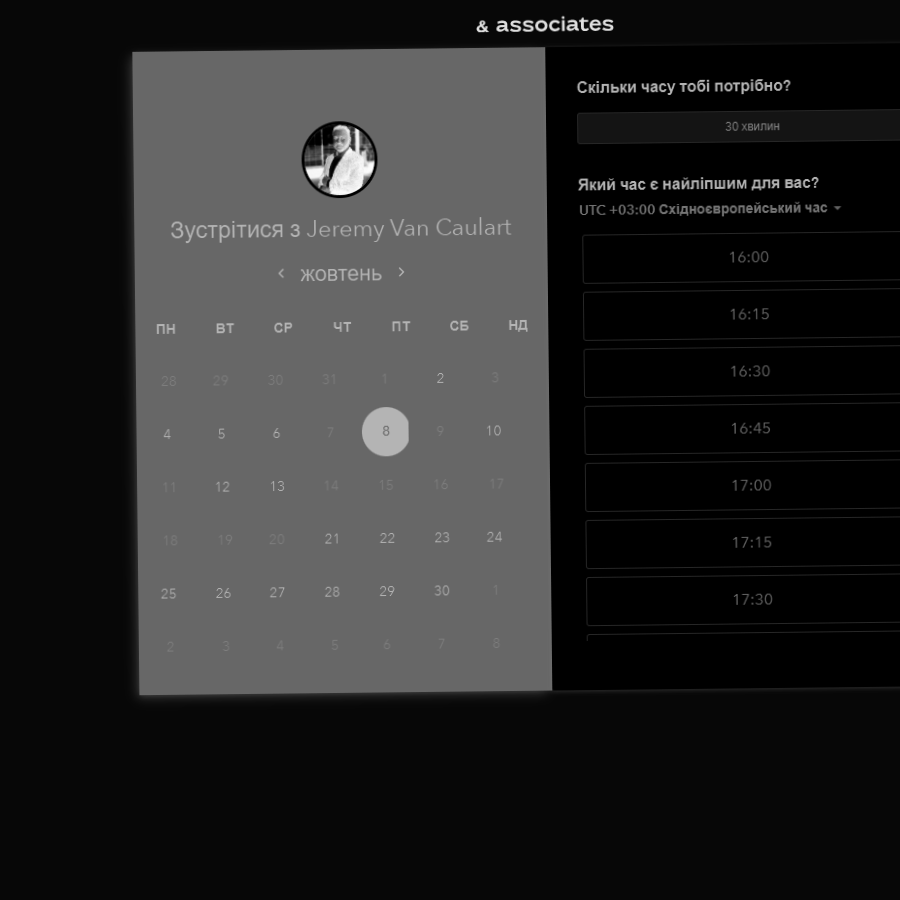 & associates
Зустрітися з Jeremy Van Caulart
жовтень
ПН ВТ СР ЧТ ПТ СБ НД
28 29 30 31 1 2 3
4 5 6 7 8 9 10
11 12 13 14 15 16 17
18 19 20 21 22 23 24
25 26 27 28 29 30 1
2 3 4 5 6 7 8
Скільки часу тобі потрібно?
30 хвилин
Який час є найліпшим для вас?
UTC +03:00 Східноєвропейський час
16:00
16:15
16:30
16:45
17:00
17:15
17:30